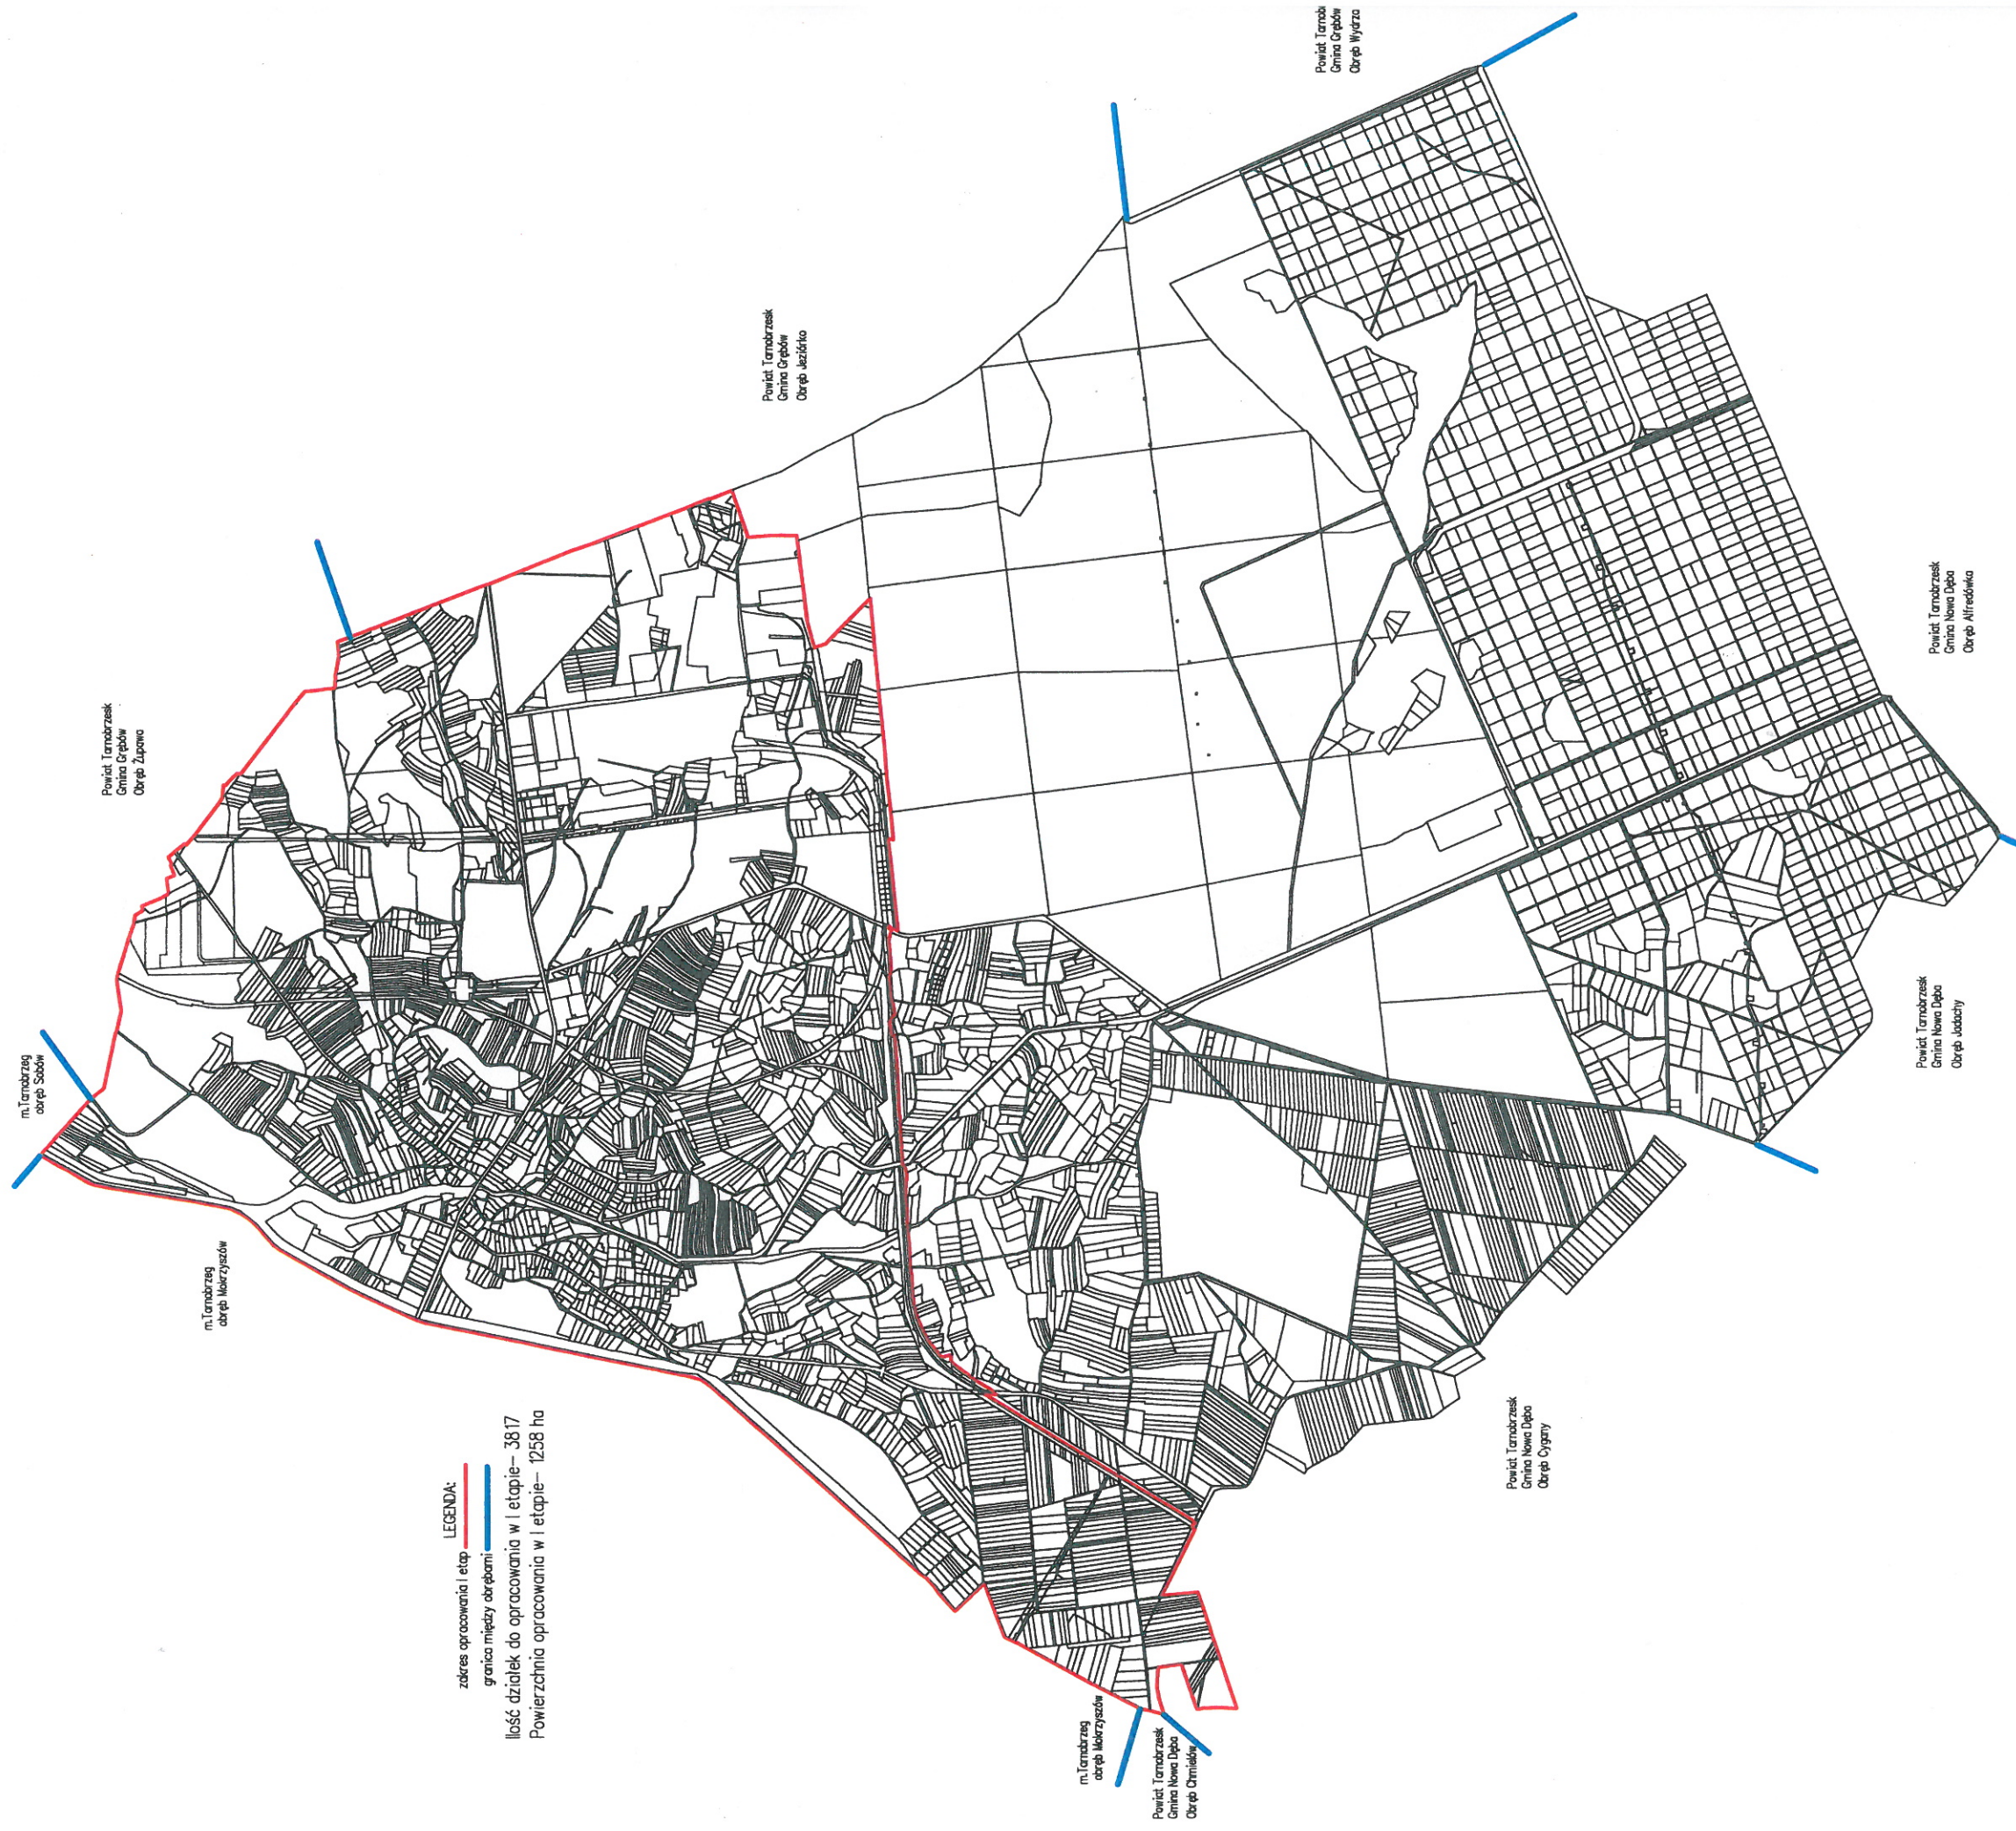 m.Tarnobrzeg
obręb Sobów
Powiat Tarnobrzesk
Gmina Grębów
Obręb Żupawa
Powiat Tarnobrzesk
Gmina Grębów
Obręb Jeziórko
Powiat Tarnob
Gmina Grębów
Obręb Wydrza
m.Tarnobrzeg
obręb Mokrzyszów
LEGENDA:
zakres opracowania I etap
granica między obrębami
Ilość działek do opracowania w I etapie– 3817
Powierzchnia opracowania w I etapie– 1258 ha
m.Tarnobrzeg
obręb Mokrzyszów
Powiat Tarnobrzesk
Gmina Nowa Dęba
Obręb Chmielów
Powiat Tarnobrzesk
Gmina Nowa Dęba
Obręb Cygany
Powiat Tarnobrzesk
Gmina Nowa Dęba
Obręb Jadachy
Powiat Tarnobrzesk
Gmina Nowa Dęba
Obręb Alfredówka